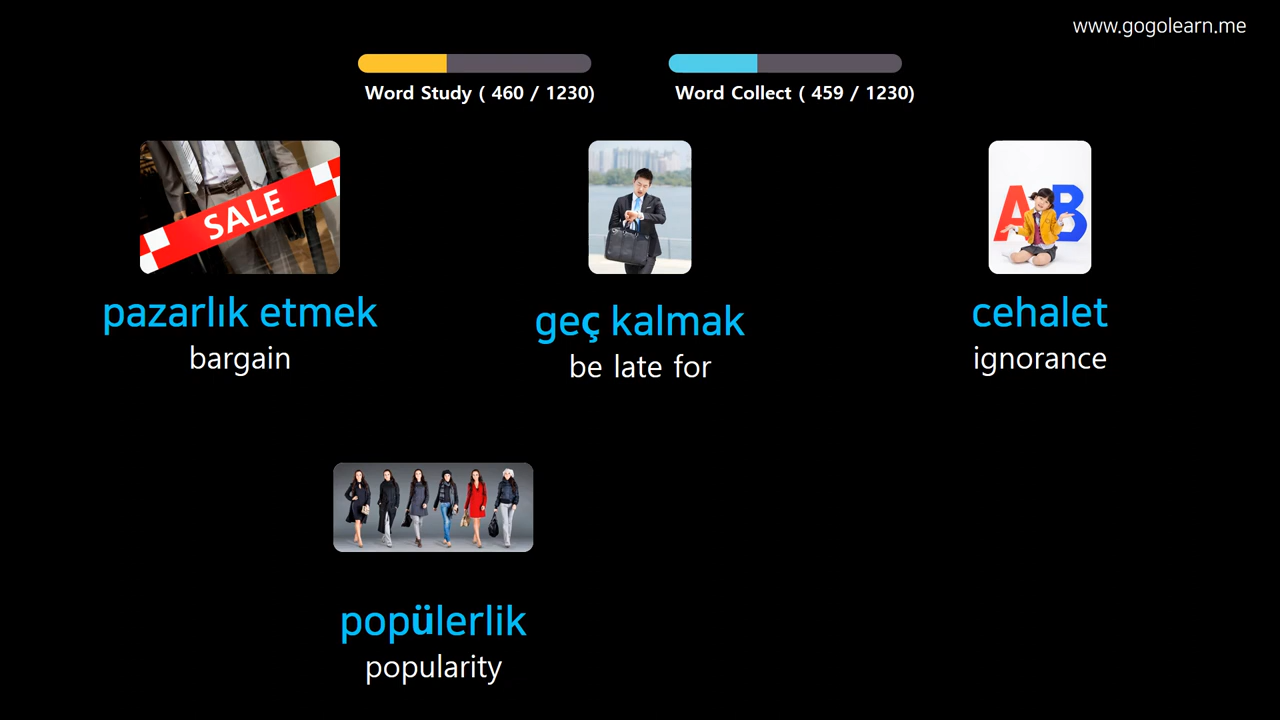 www.gogolearn.me
Word Study ( 460 / 1230)
Word Collect ( 459 / 1230)
SALE
A B
pazarlık etmek
bargain
geç kalmak
be late for
cehalet
ignorance
popülerlik
popularity